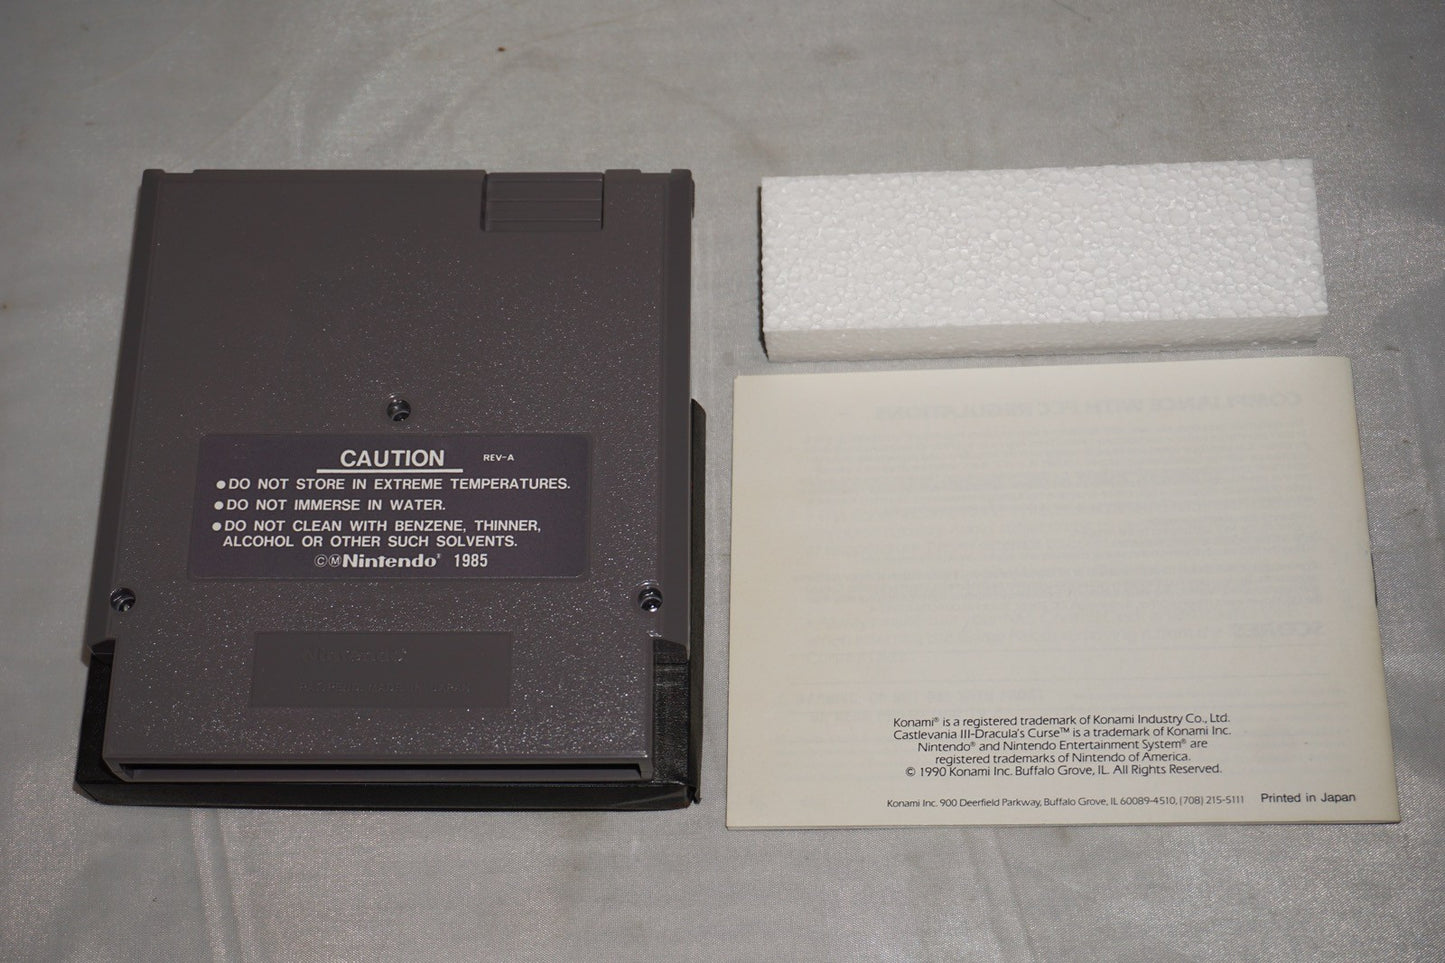 CAUTION REV-A
●DO NOT STORE IN EXTREME TEMPERATURES.
●DO NOT IMMERSE IN WATER.
●DO NOT CLEAN WITH BENZENE, THINNER,
ALCOHOL OR OTHER SUCH SOLVENTS.
ⒸⓂNintendo® 1985
Nintendo
Konami® is a registered trademark of Konami Industry Co., Ltd.
Castlevania III-Dracula's Curse™ is a trademark of Konami Inc.
Nintendo® and Nintendo Entertainment System® are
registered trademarks of Nintendo of America.
© 1990 Konami Inc. Buffalo Grove, IL. All Rights Reserved.
Konami Inc. 900 Deerfield Parkway, Buffalo Grove, IL 60089-4510, (708) 215-5111 Printed in Japan